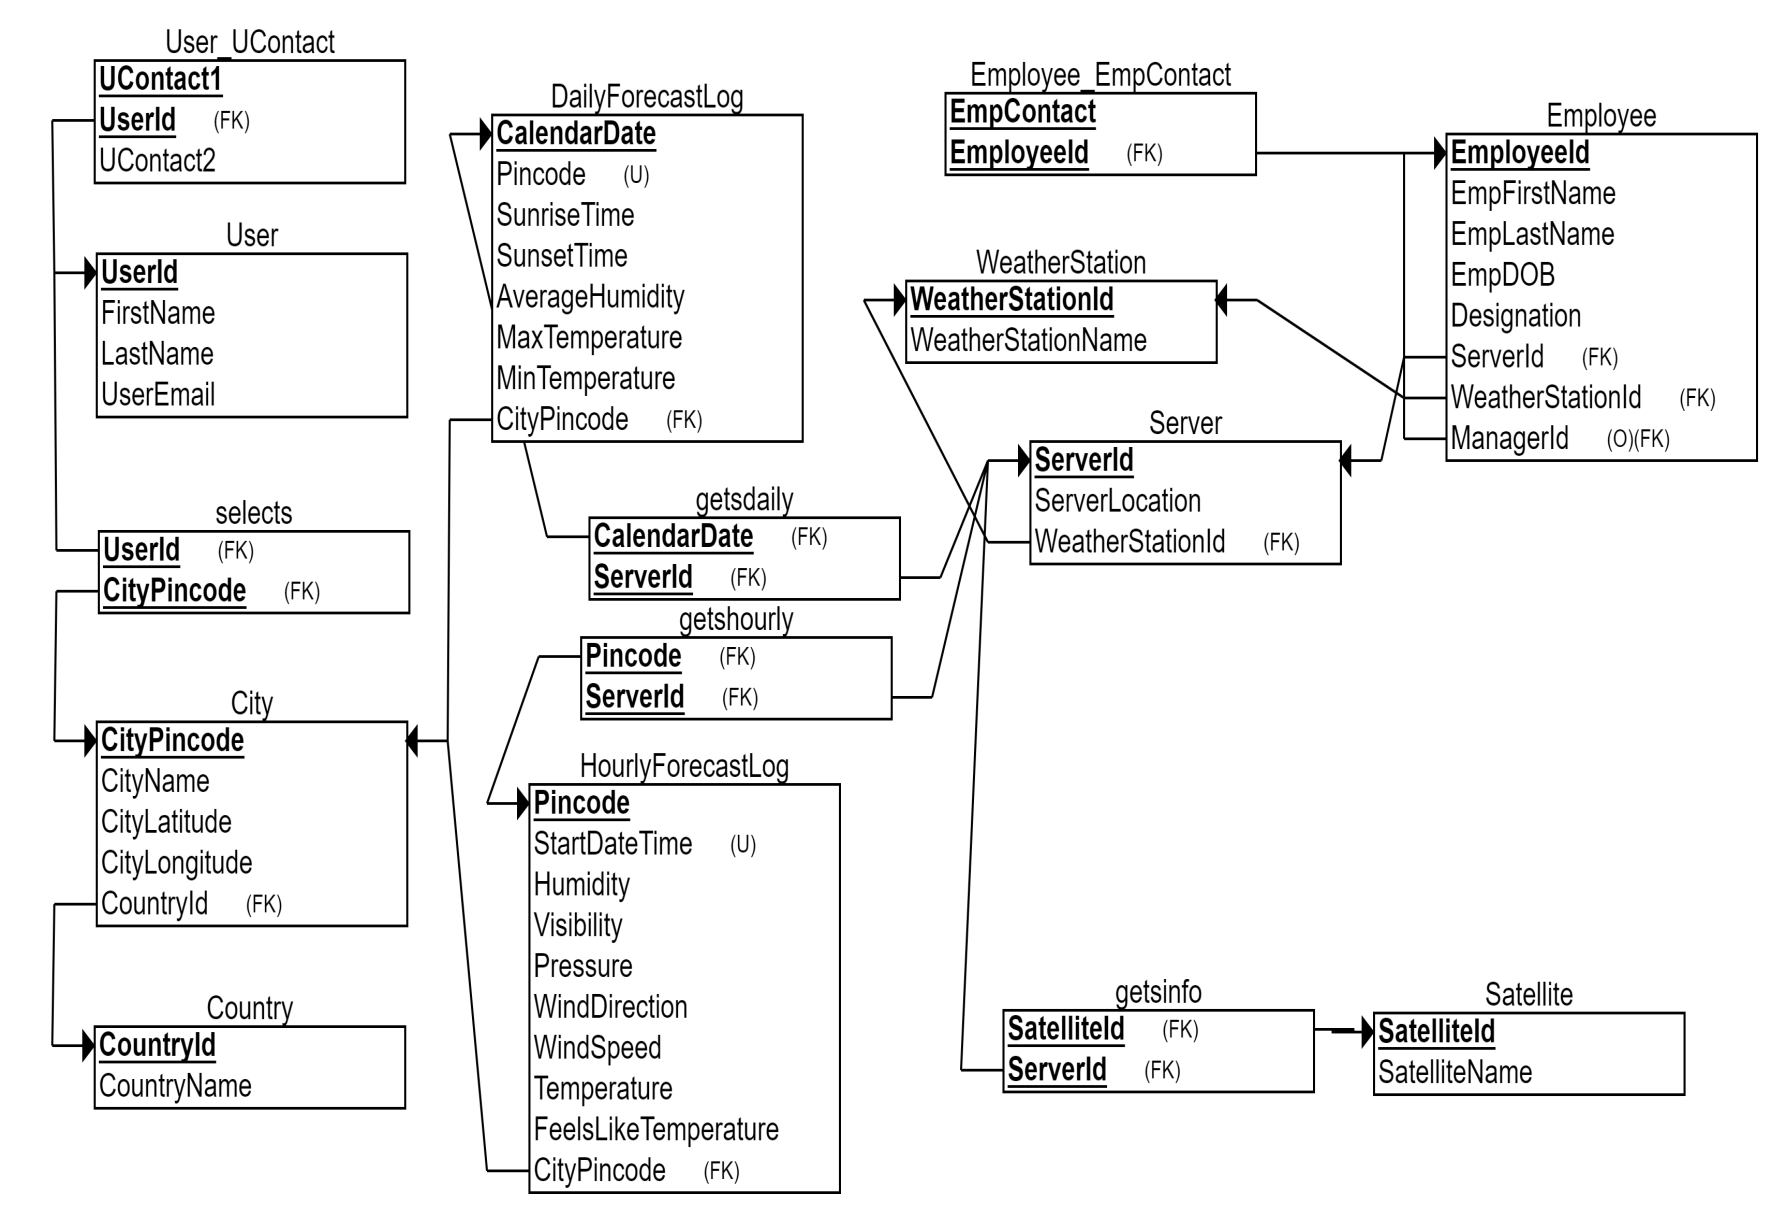 User_UContact
UContact1
UserId (FK)
UContact2
User
UserId
FirstName
LastName
UserEmail
selects
UserId (FK)
CityPincode (FK)
City
CityPincode
CityName
CityLatitude
CityLongitude
CountryId (FK)
Country
CountryId
CountryName
DailyForecastLog
CalendarDate
Pincode (U)
SunriseTime
SunsetTime
AverageHumidity
MaxTemperature
MinTemperature
CityPincode (FK)
getsdaily
CalendarDate (FK)
ServerId (FK)
getshourly
Pincode (FK)
ServerId (FK)
HourlyForecastLog
Pincode
StartDateTime (U)
Humidity
Visibility
Pressure
WindDirection
WindSpeed
Temperature
FeelsLikeTemperature
CityPincode (FK)
Employee_EmpContact
EmpContact
EmployeeId (FK)
WeatherStation
WeatherStationId
WeatherStationName
Server
ServerId
ServerLocation
WeatherStationId (FK)
Employee
EmployeeId
EmpFirstName
EmpLastName
EmpDOB
Designation
ServerId (FK)
WeatherStationId (FK)
ManagerId (O)(FK)
getsinfo
SatelliteId (FK)
ServerId (FK)
Satellite
SatelliteId
SatelliteName